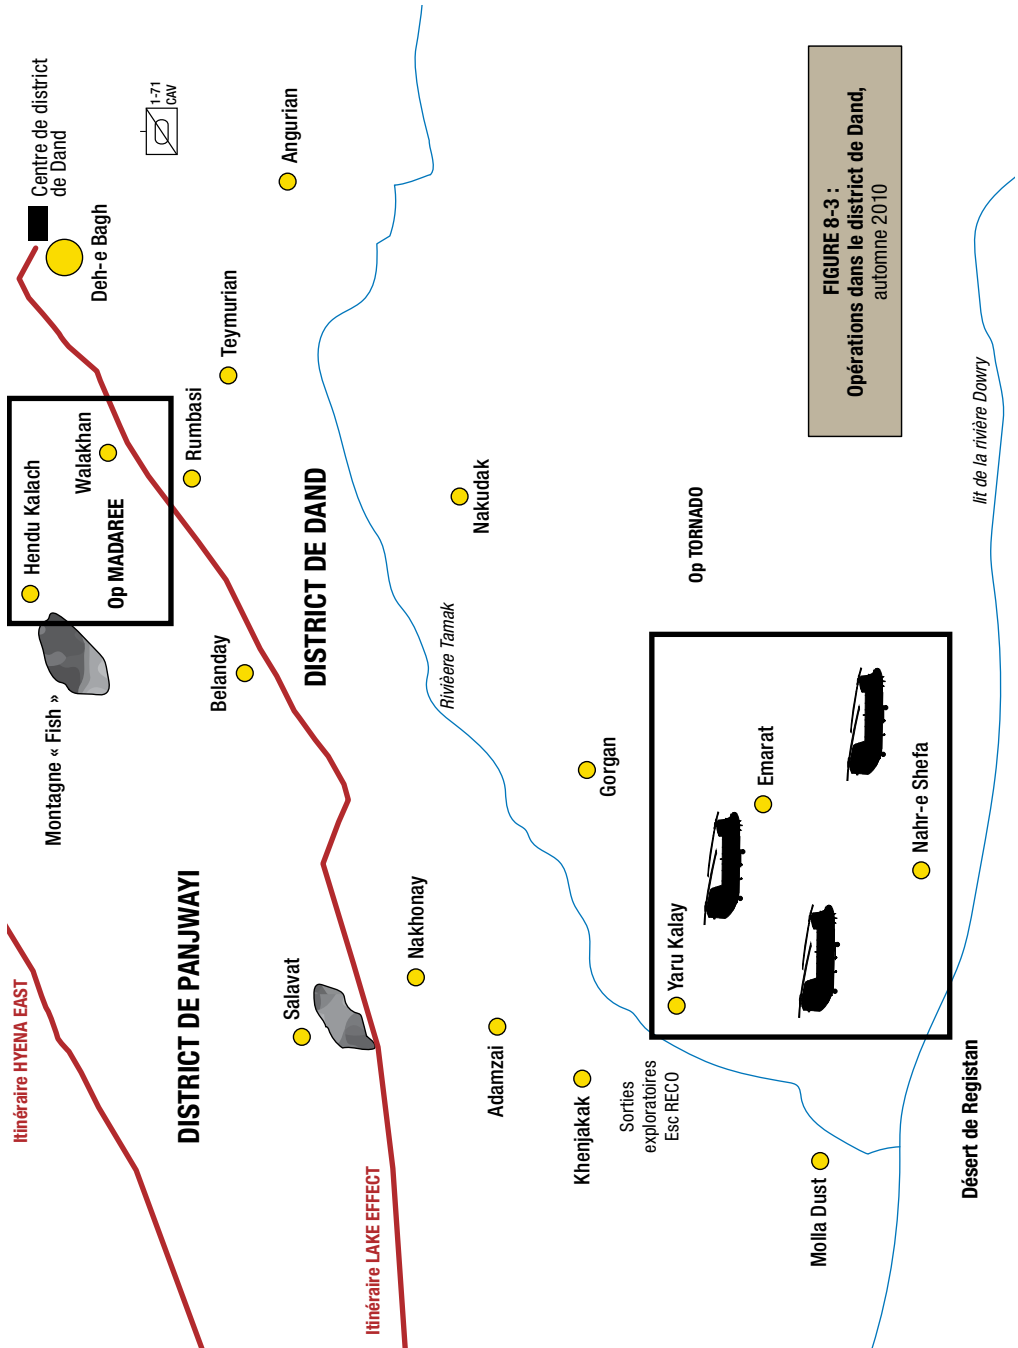 Itinéraire HYENA EAST
DISTRICT DE PANJWAYI
Montagne « Fish »
Hendu Kalach
Walakhan
Op MADAREE
Centre de district
de Dand
Deh-e Bagh
1-71
CAV
Rumbasi
Teymurian
Angurian
Belanday
DISTRICT DE DAND
Salavat
Itinéraire LAKE EFFECT
Nakhonay
Adamzai
Rivièere Tamak
Nakudak
Khenjakak
Sorties
exploratoires
Esc RECO
Gorgan
Op TORNADO
Yaru Kalay
Emarat
Nahr-e Shefa
Molla Dust
Désert de Registan
lit de la rivière Dowry
FIGURE 8-3 :
Opérations dans le district de Dand,
automne 2010